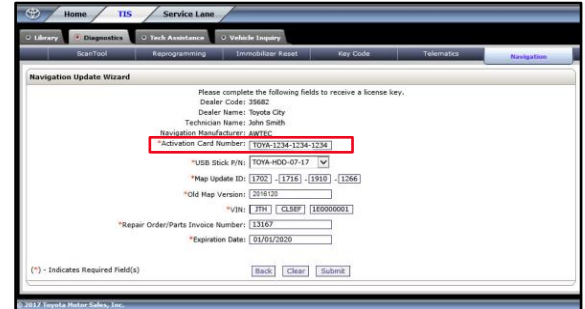 Home TIS Service Lane
Library Diagnostics Tech Assistance Vehicle Inquiry
ScanTool Reprogramming Immobilizer Reset Key Code Telematics Navigation
Navigation Update Wizard
Please complete the following fields to receive a license key.
Dealer Code: 35682
Dealer Name: Toyota City
Technician Name: John Smith
Navigation Manufacturer: AWTEC
*Activation Card Number: TOYA-1234-1234-1234
*USB Stick P/N: TOYA-HDD-07-17
*Map Update ID: 1702 - 1716 - 1910 - 1266
*Old Map Version: 2016120
*VIN: JTH CLSEF 1E0000001
*Repair Order/Parts Invoice Number: 13167
*Expiration Date: 01/01/2020
(*) - Indicates Required Field(s) Back Clear Submit
© 2017 Toyota Motor Sales, Inc.